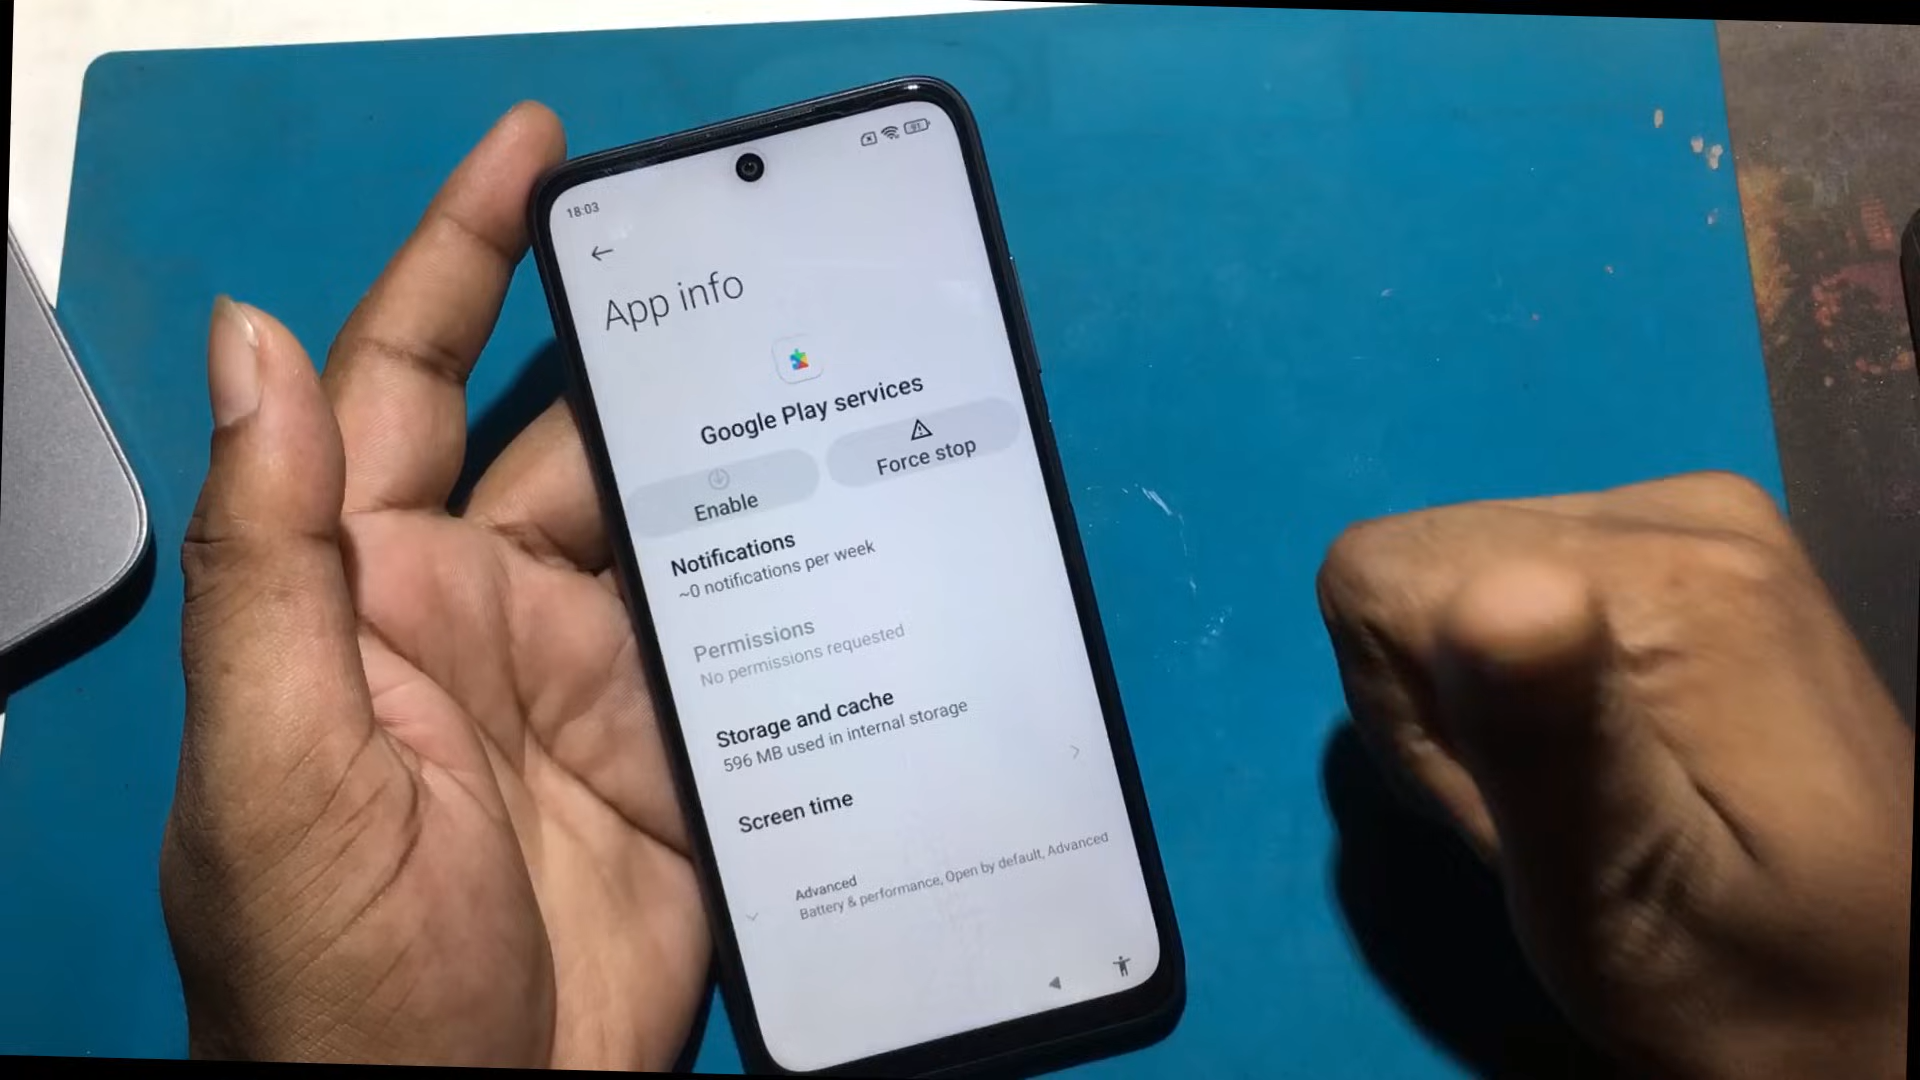 18:03
91
App info
Google Play services
Enable
Force stop
Notifications
~0 notifications per week
Permissions
No permissions requested
Storage and cache
596 MB used in internal storage
Screen time
Advanced
Battery & performance, Open by default, Advanced